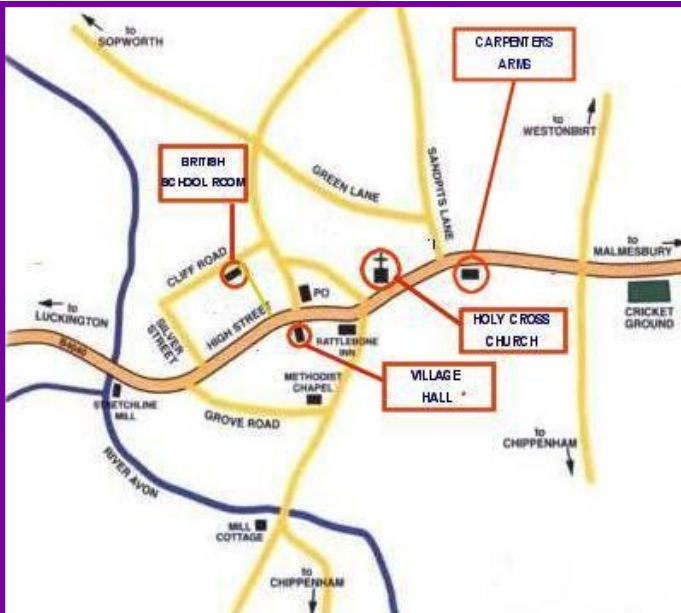 to
SOPWORTH
CARPENTERS
ARMS
to
WESTONBIRT
BRITISH
SCHOOL ROOM
GREEN LANE
SANDPITS LANE
to
MALMESBURY
CLIFF ROAD
PO
to
LUCKINGTON
SILVER
STREET
HIGH STREET
RATTLEBONE
INN
HOLY CROSS
CHURCH
CRICKET
GROUND
B4040
METHODIST
CHAPEL
VILLAGE
HALL
STRETCHLINE
MILL
GROVE ROAD
to
CHIPPENHAM
RIVER AVON
MILL
COTTAGE
to
CHIPPENHAM